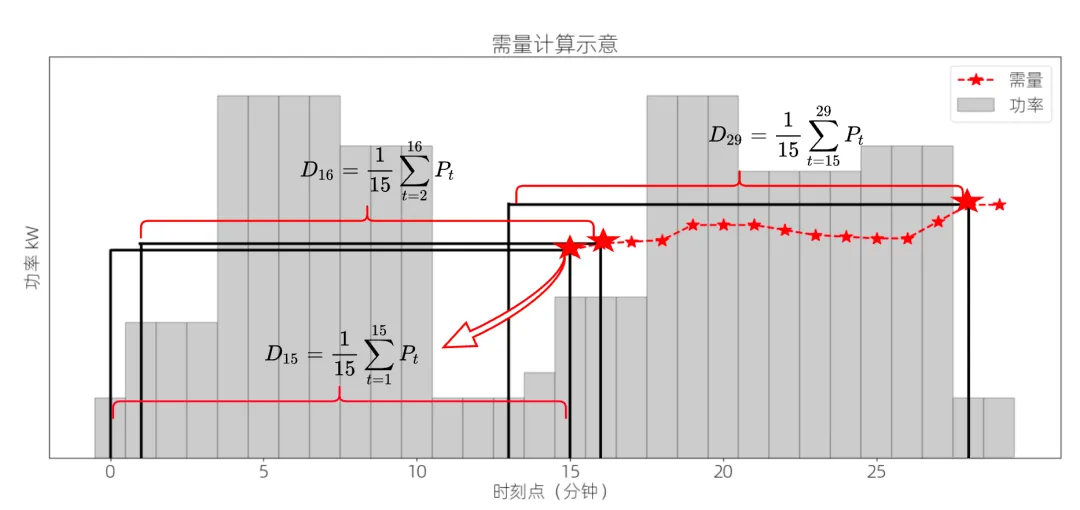 需量计算示意
需量
功率
D_{29} = \frac{1}{15} \sum_{t=15}^{29} P_t
D_{16} = \frac{1}{15} \sum_{t=2}^{16} P_t
D_{15} = \frac{1}{15} \sum_{t=1}^{15} P_t
功率 kW
0 5 10 15 20 25
时刻点（分钟）